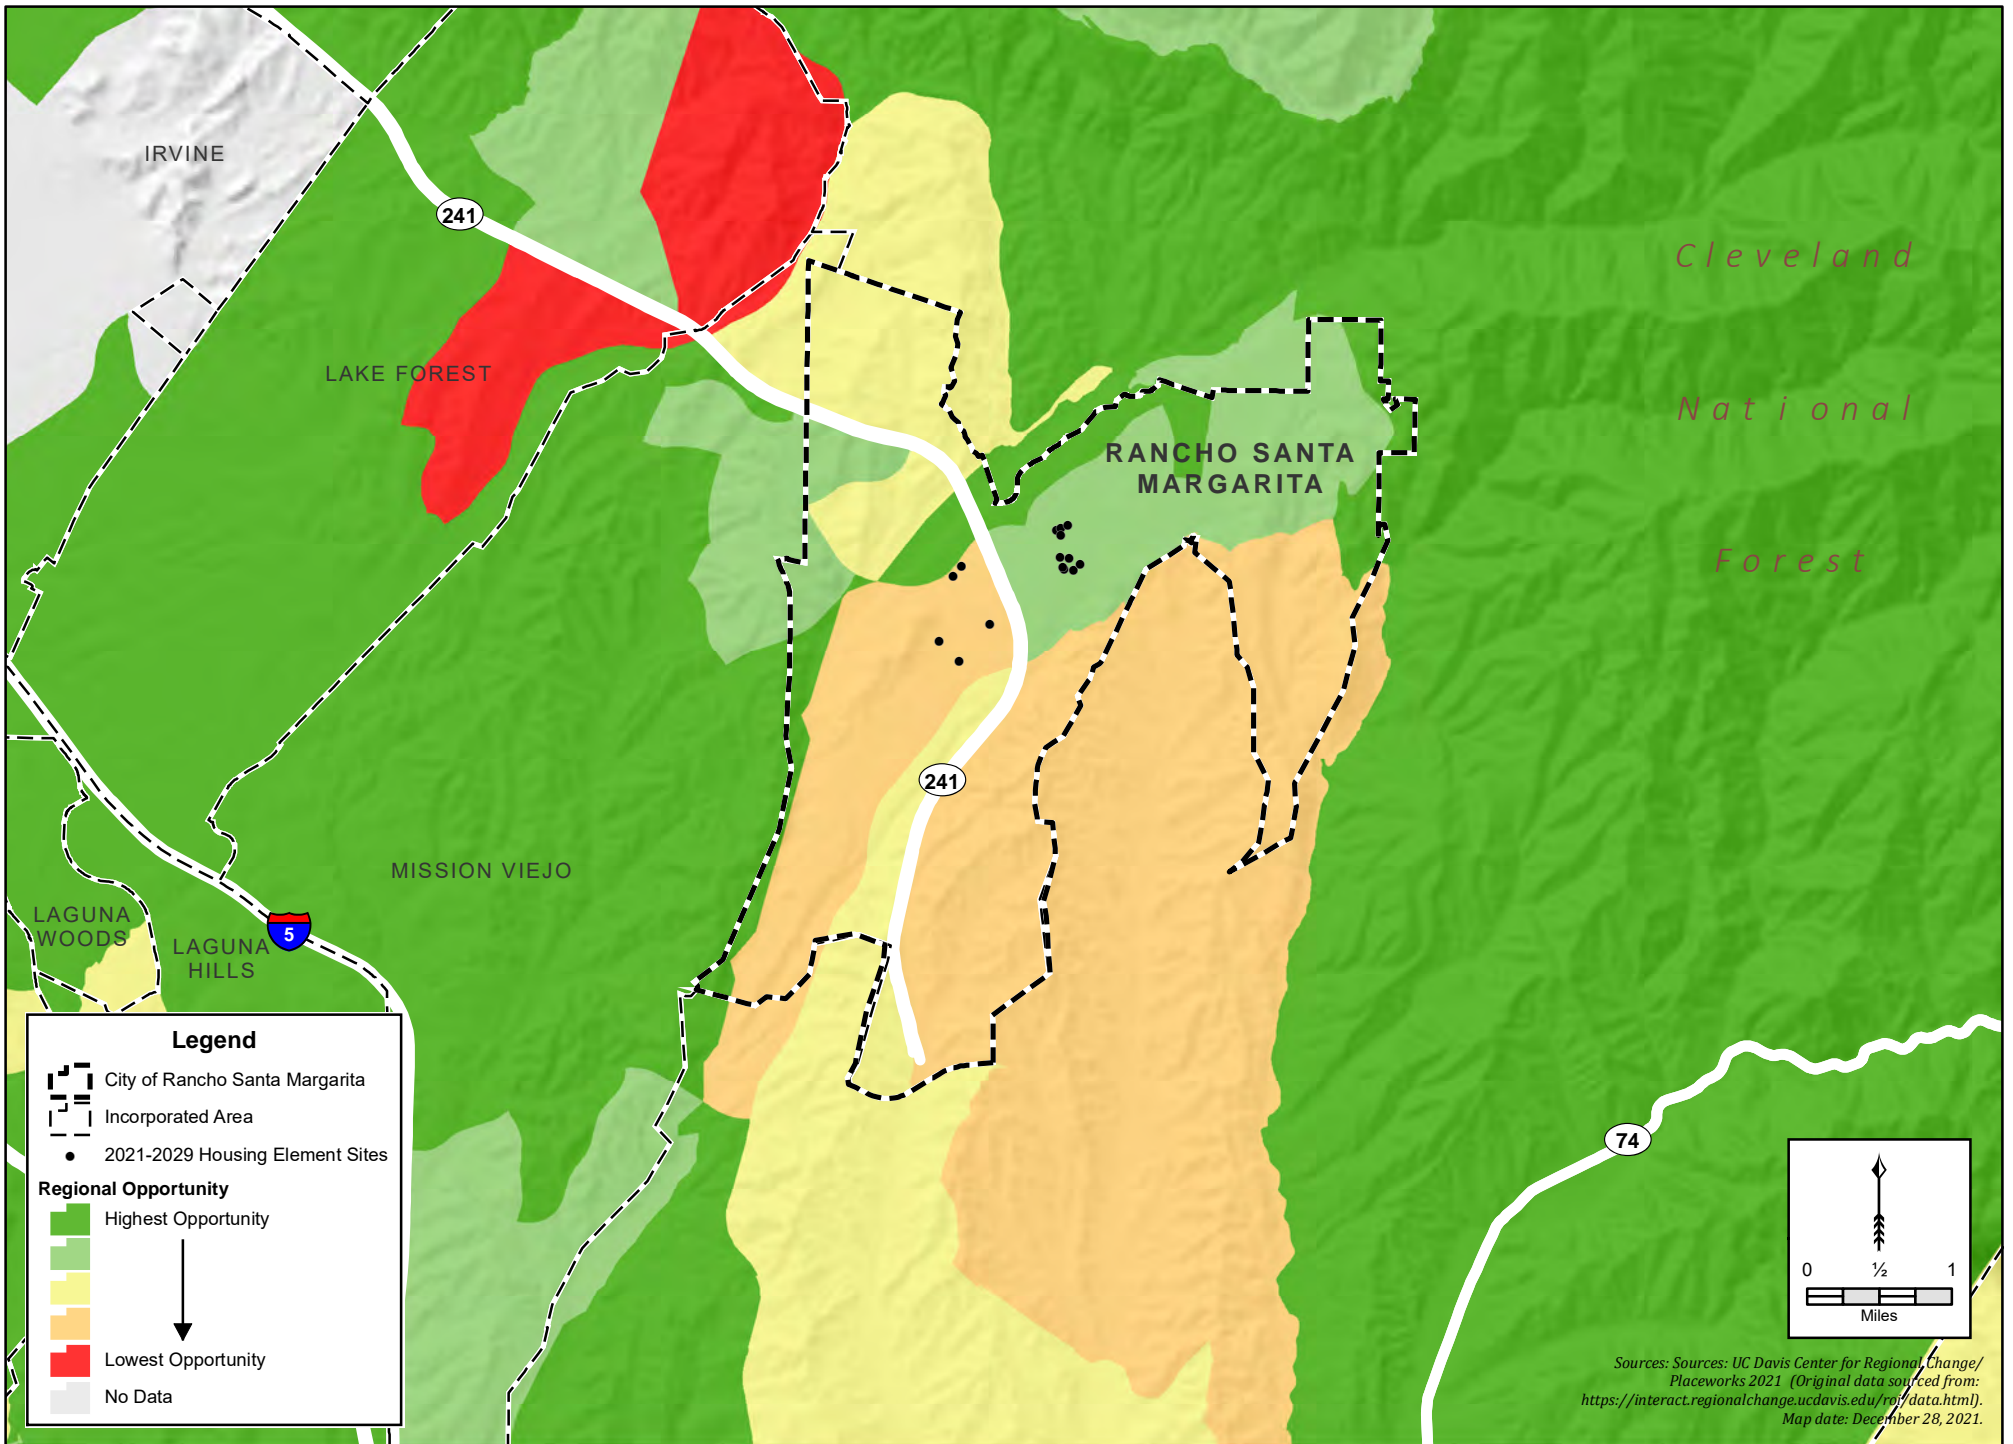 IRVINE
241
Cleveland
LAKE FOREST
National
RANCHO SANTA
MARGARITA
Forest
241
MISSION VIEJO
LAGUNA
WOODS
LAGUNA
HILLS
5
74
Legend
City of Rancho Santa Margarita
Incorporated Area
2021-2029 Housing Element Sites
Regional Opportunity
Highest Opportunity
Lowest Opportunity
No Data
0 ½ 1
Miles
Sources: Sources: UC Davis Center for Regional Change/
Placeworks 2021 (Original data sourced from:
https://interact.regionalchange.ucdavis.edu/roi/data.html).
Map date: December 28, 2021.